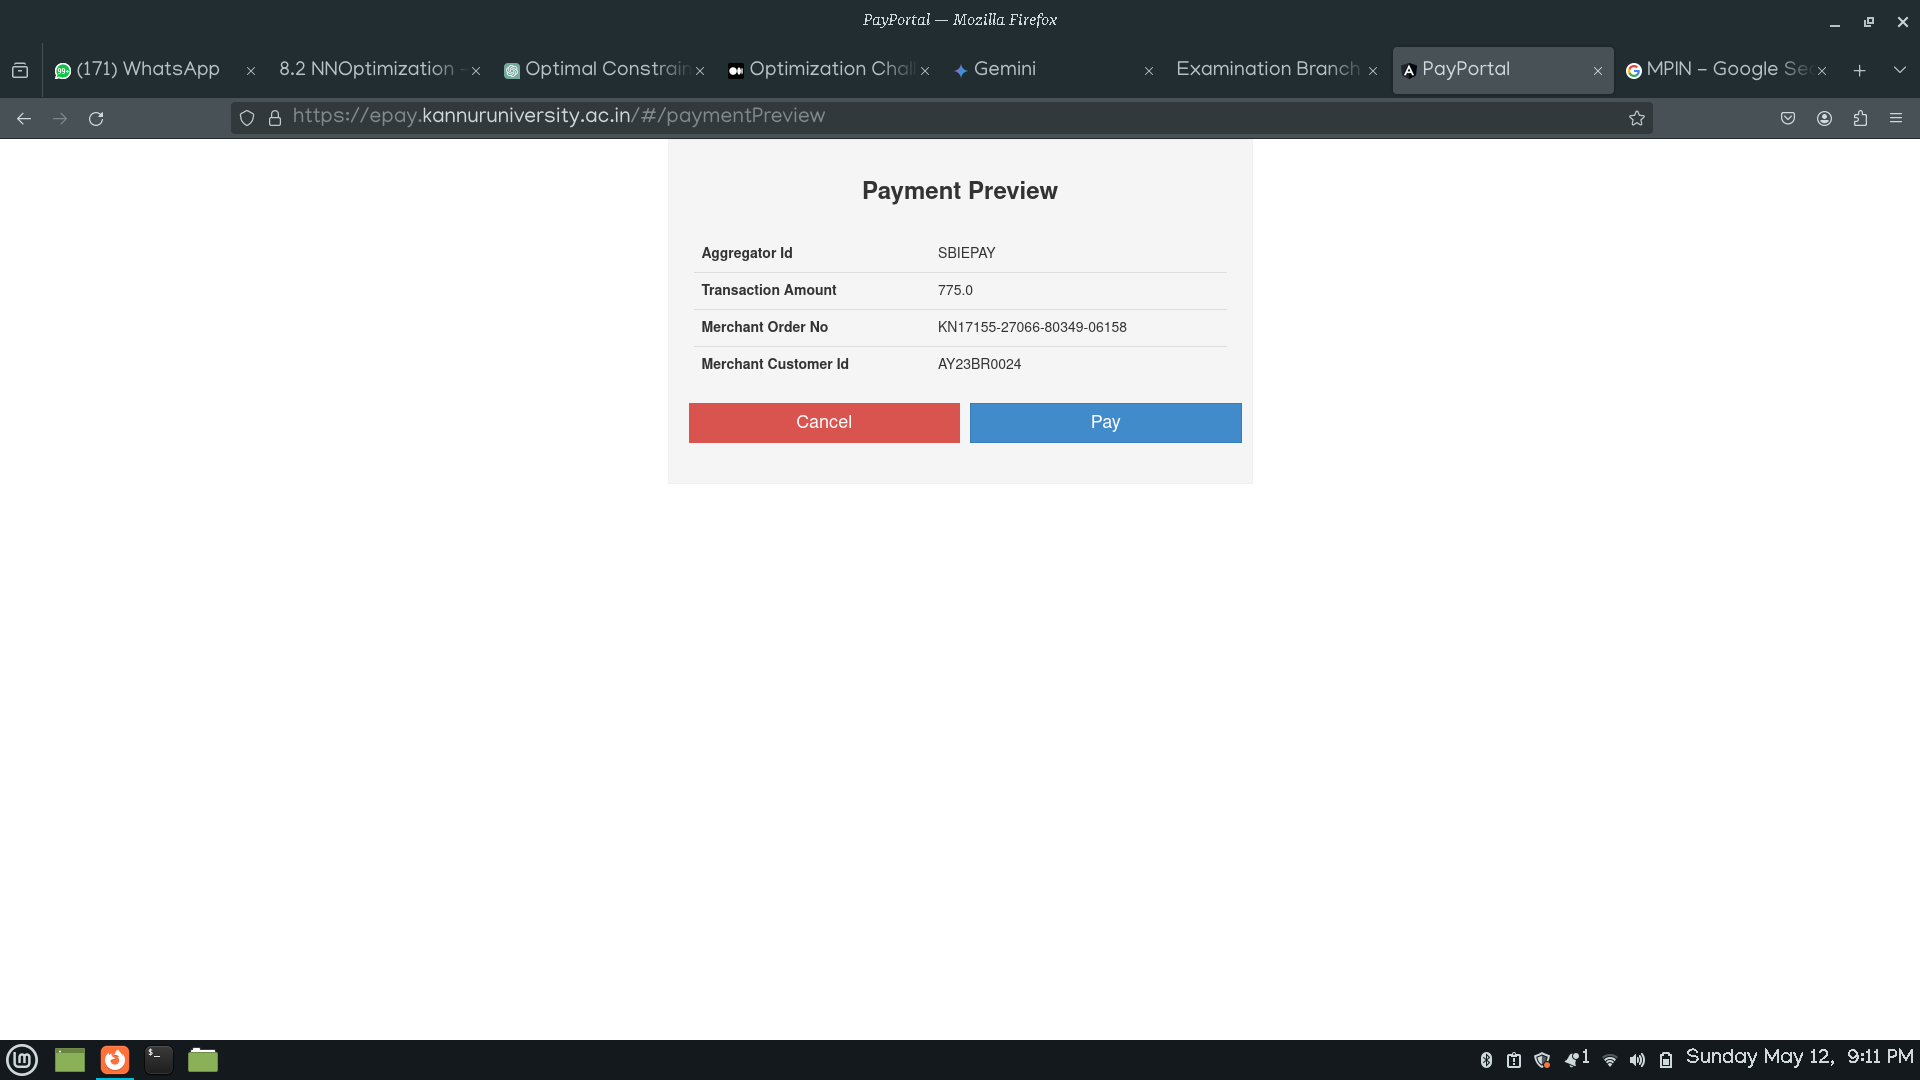 PayPortal — Mozilla Firefox
(171) WhatsApp
8.2 NNOptimization -
Optimal Constrain
Optimization Chall
Gemini
Examination Branch
PayPortal
MPIN - Google Sea
https://epay.kannuruniversity.ac.in/#/paymentPreview
Payment Preview
Aggregator Id SBIEPAY
Transaction Amount 775.0
Merchant Order No KN17155-27066-80349-06158
Merchant Customer Id AY23BR0024
Cancel Pay
1 Sunday May 12, 9:11 PM